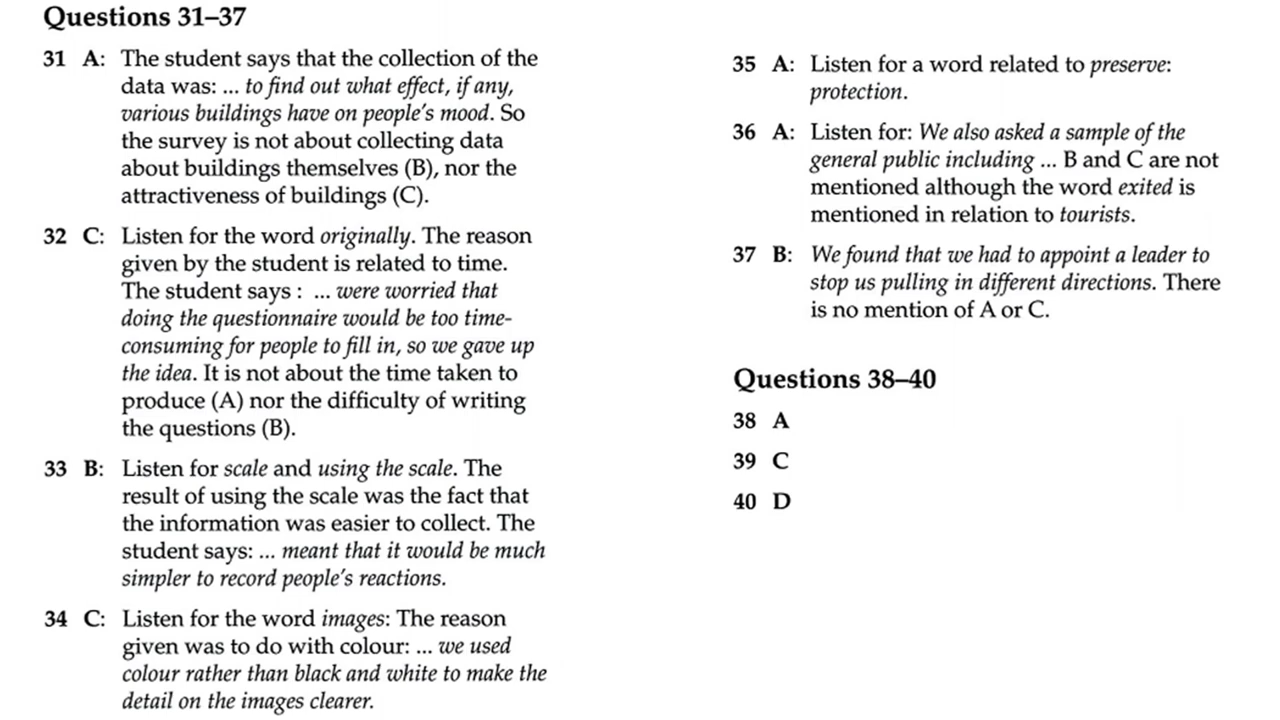 Questions 31–37
31 A: The student says that the collection of the
data was: ... to find out what effect, if any,
various buildings have on people's mood. So
the survey is not about collecting data
about buildings themselves (B), nor the
attractiveness of buildings (C).
32 C: Listen for the word originally. The reason
given by the student is related to time.
The student says : ... were worried that
doing the questionnaire would be too time-
consuming for people to fill in, so we gave up
the idea. It is not about the time taken to
produce (A) nor the difficulty of writing
the questions (B).
33 B: Listen for scale and using the scale. The
result of using the scale was the fact that
the information was easier to collect. The
student says: ... meant that it would be much
simpler to record people's reactions.
34 C: Listen for the word images: The reason
given was to do with colour: ... we used
colour rather than black and white to make the
detail on the images clearer.
35 A: Listen for a word related to preserve:
protection.
36 A: Listen for: We also asked a sample of the
general public including ... B and C are not
mentioned although the word exited is
mentioned in relation to tourists.
37 B: We found that we had to appoint a leader to
stop us pulling in different directions. There
is no mention of A or C.
Questions 38–40
38 A
39 C
40 D